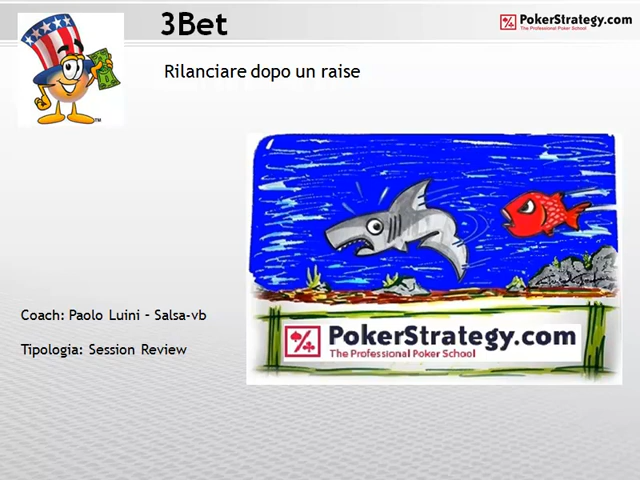 3Bet
PokerStrategy.com
The Professional Poker School
Rilanciare dopo un raise
PokerStrategy.com
The Professional Poker School
Coach: Paolo Luini – Salsa-vb
Tipologia: Session Review